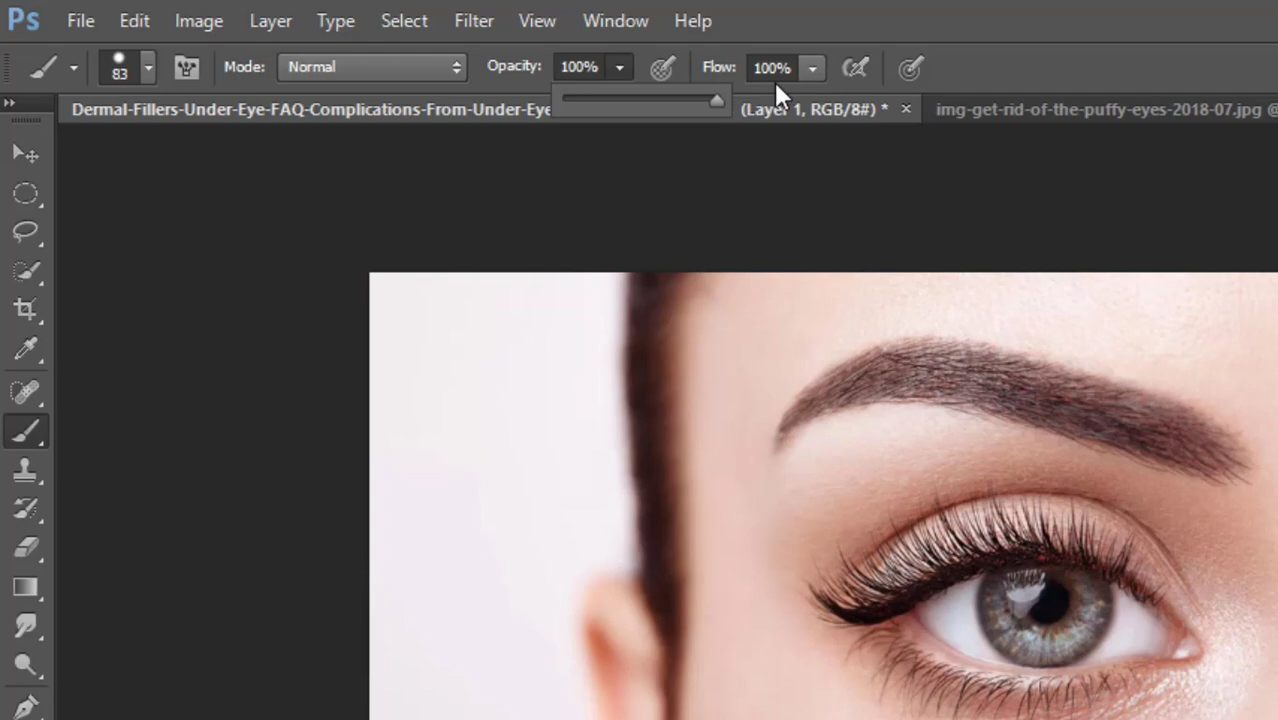 Ps File Edit Image Layer Type Select Filter View Window Help
83 Mode: Normal Opacity: 100% Flow: 100%
Dermal-Fillers-Under-Eye-FAQ-Complications-From-Under-Eye (Layer 1, RGB/8#) * × img-get-rid-of-the-puffy-eyes-2018-07.jpg @